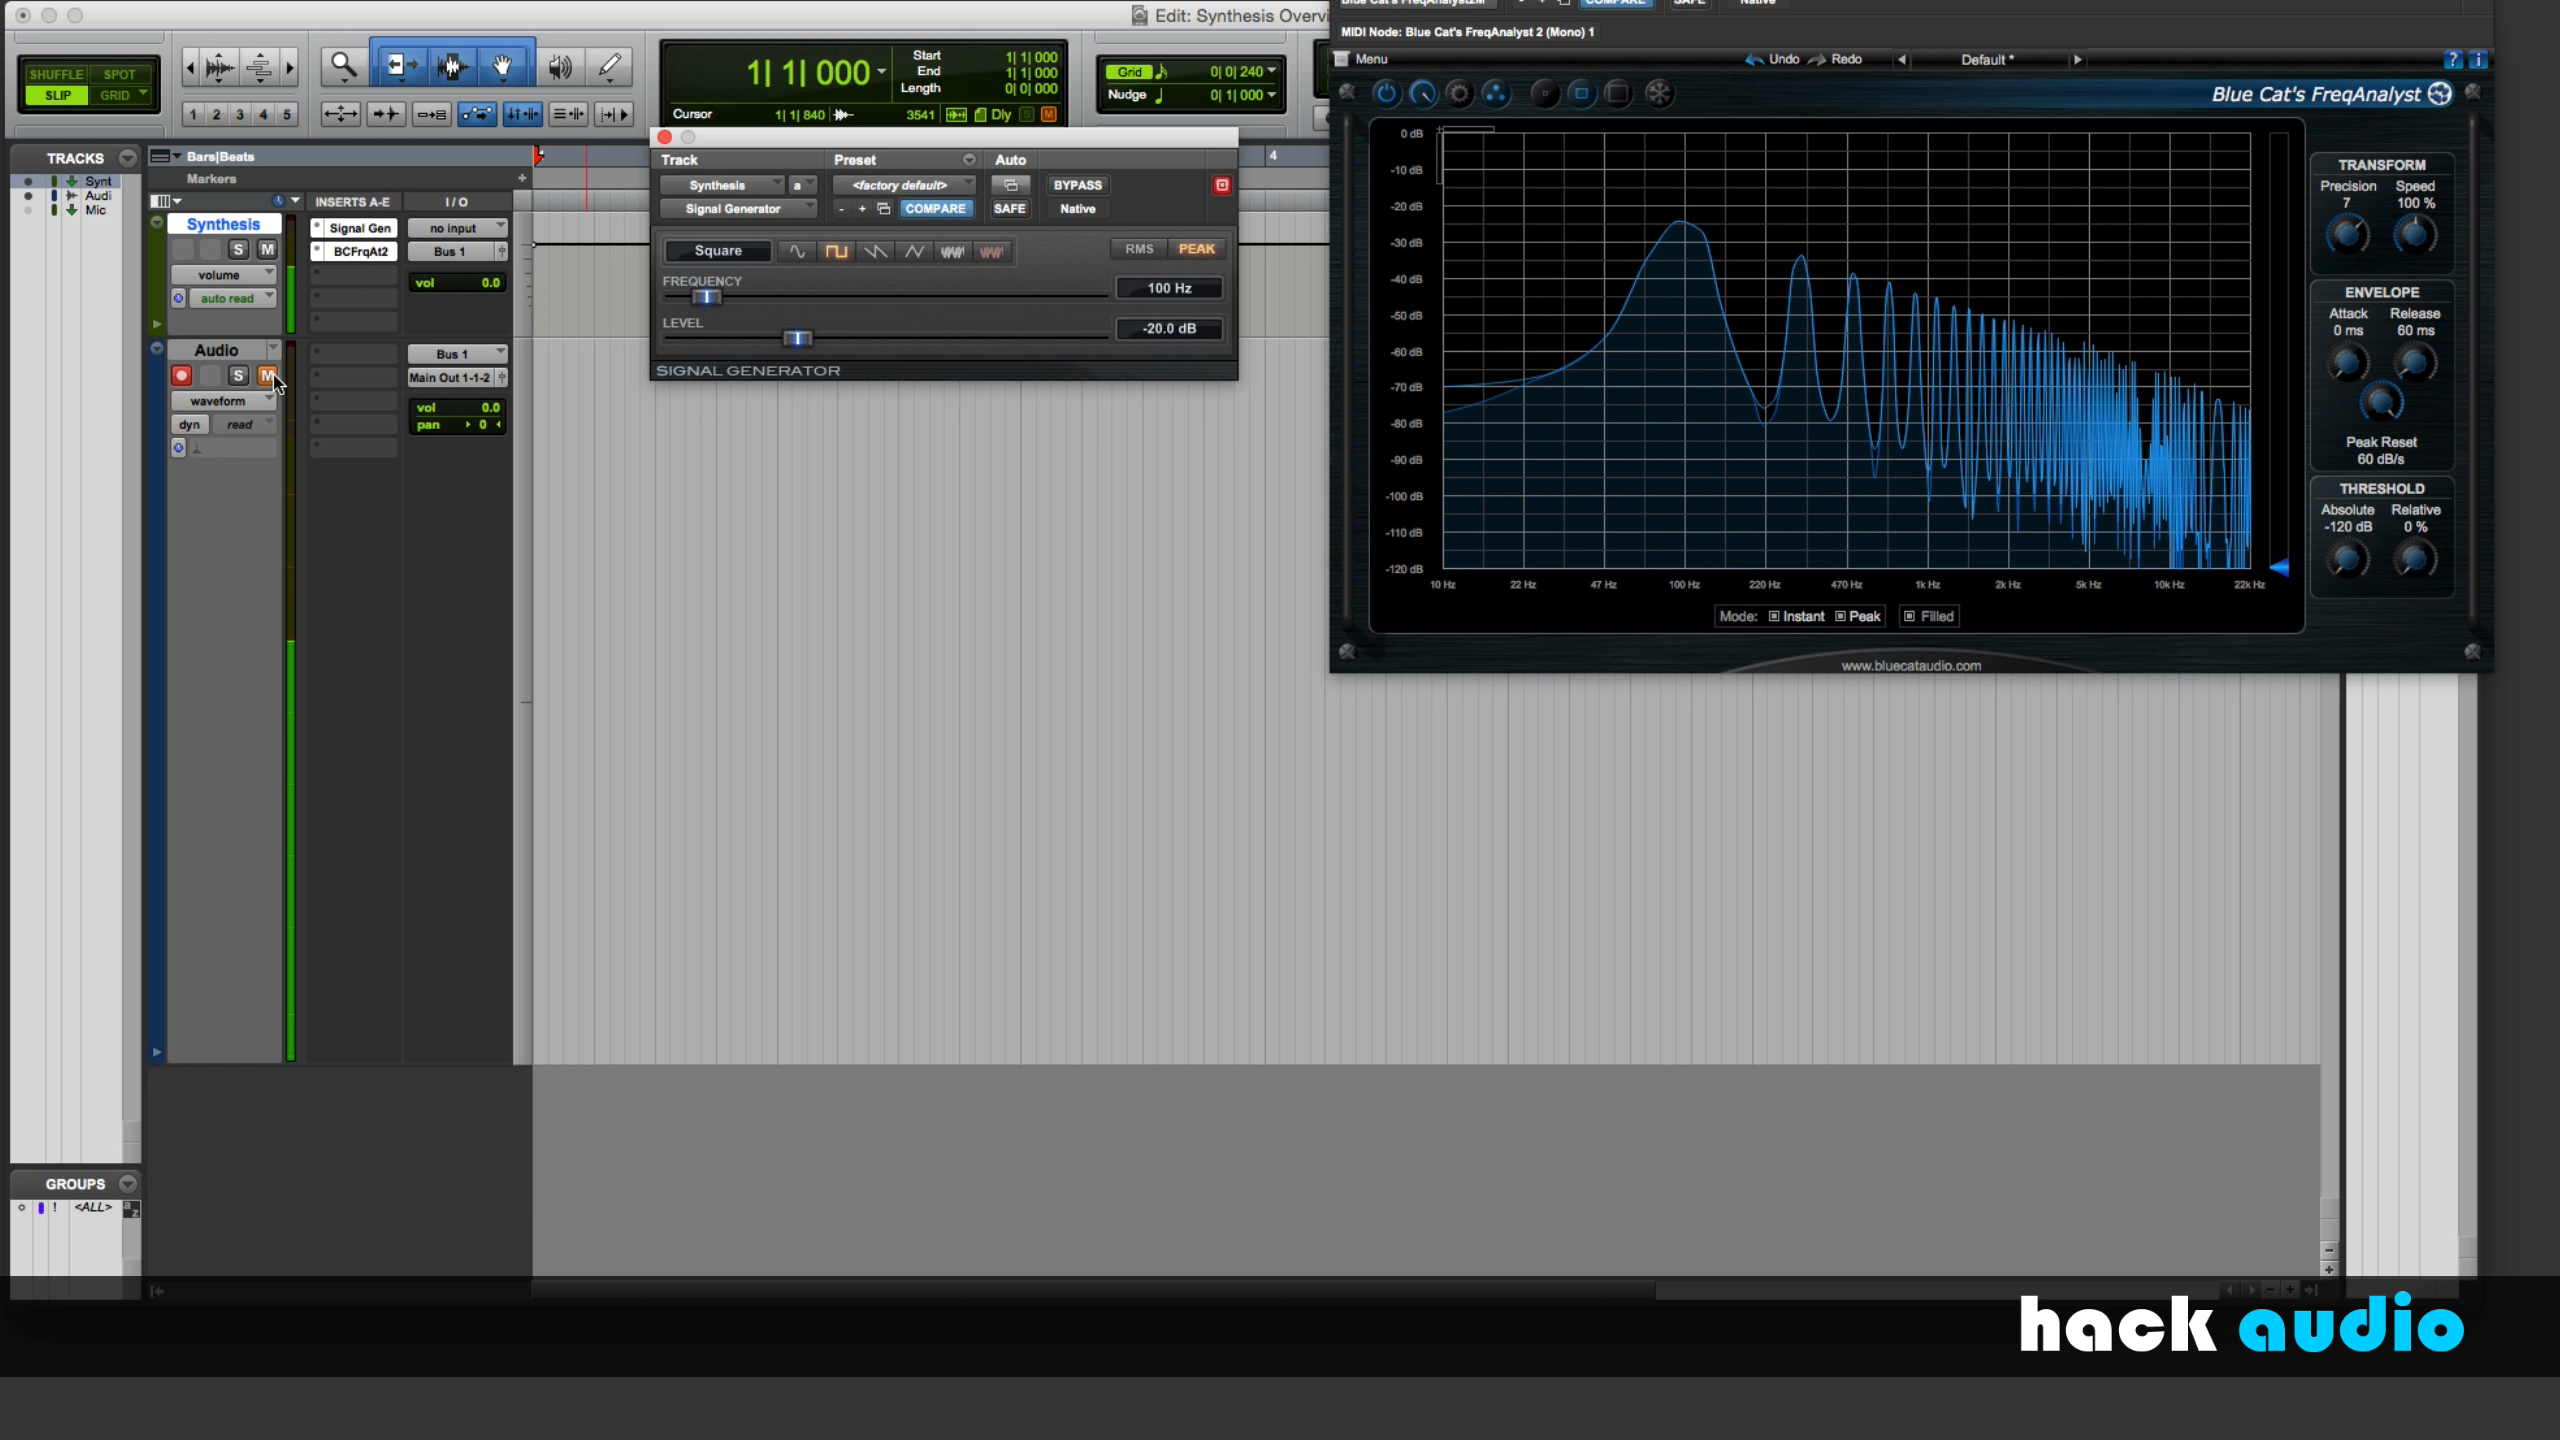 Edit: Synthesis Overvi
SHUFFLE SPOT
SLIP GRID
1 2 3 4 5
1| 1| 000
Start 1| 1| 000
End 1| 1| 000
Length 0| 0| 000
Cursor 1| 1| 840 3541 Dly S M
Grid 0| 0| 240
Nudge 0| 1| 000
TRACKS
Synt
Audi
Mic
Bars|Beats
Markers
4
INSERTS A-E I / O
Synthesis
S M
volume
auto read
Signal Gen
BCFrqAt2
no input
Bus 1
vol 0.0
Audio
S M
waveform
dyn read
Bus 1
Main Out 1-1-2
vol 0.0
pan 0
Track Preset Auto
Synthesis a <factory default> BYPASS
Signal Generator - + COMPARE SAFE Native
Square RMS PEAK
FREQUENCY
100 Hz
LEVEL
-20.0 dB
SIGNAL GENERATOR
COMPARE SAFE Native
MIDI Node: Blue Cat's FreqAnalyst 2 (Mono) 1
Menu Undo Redo Default * ? i
Blue Cat's FreqAnalyst
0 dB
-10 dB
-20 dB
-30 dB
-40 dB
-50 dB
-60 dB
-70 dB
-80 dB
-90 dB
-100 dB
-110 dB
-120 dB
10 Hz 22 Hz 47 Hz 100 Hz 220 Hz 470 Hz 1k Hz 2k Hz 5k Hz 10k Hz 22k Hz
Mode: Instant Peak Filled
TRANSFORM
Precision Speed
7 100 %
ENVELOPE
Attack Release
0 ms 60 ms
Peak Reset
60 dB/s
THRESHOLD
Absolute Relative
-120 dB 0 %
www.bluecataudio.com
GROUPS
! <ALL> a z
hack audio